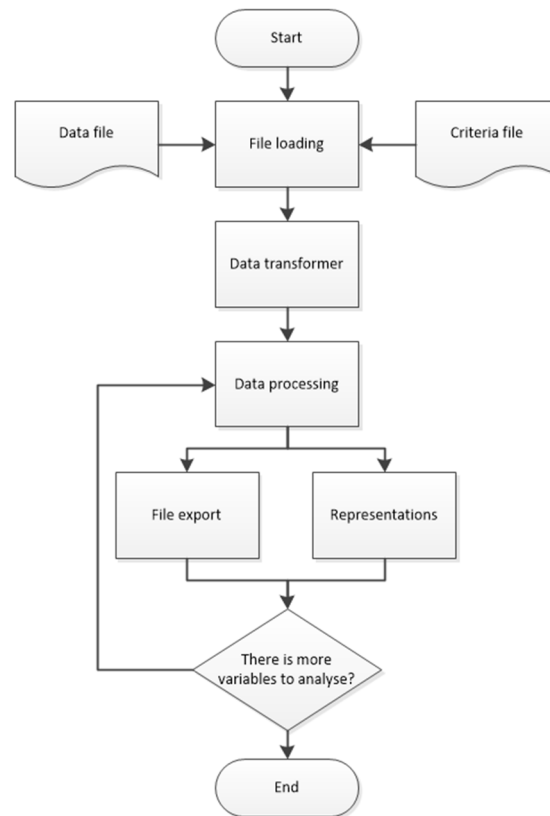 Start
Data file
File loading
Criteria file
Data transformer
Data processing
File export
Representations
There is more
variables to analyse?
End